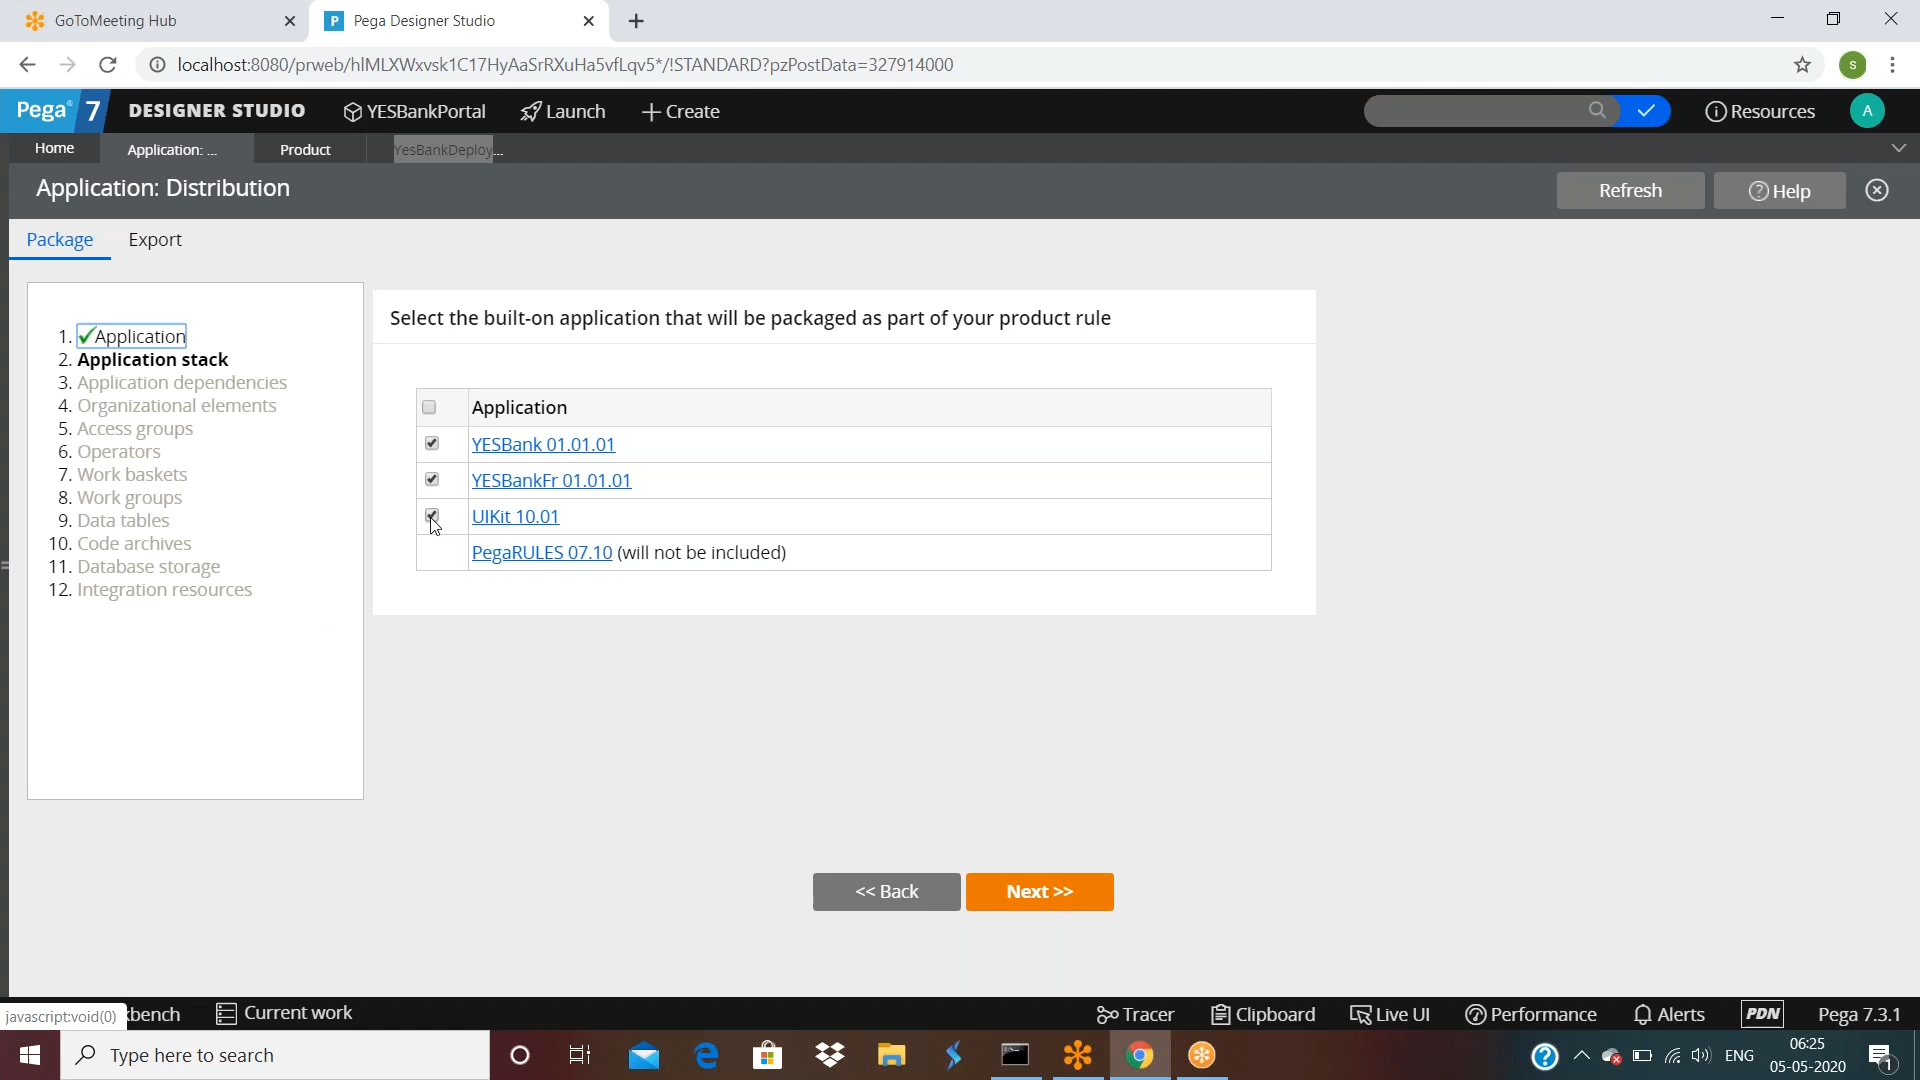 GoToMeeting Hub
P Pega Designer Studio
localhost:8080/prweb/hIMLXWxvsk1C17HyAaSrRXuHa5vfLqv5*/!STANDARD?pzPostData=327914000
s
Pega 7 DESIGNER STUDIO YESBankPortal Launch Create Resources A
Home Application: ... Product YesBankDeploy...
Application: Distribution Refresh Help
Package Export
1. Application
2. Application stack
3. Application dependencies
4. Organizational elements
5. Access groups
6. Operators
7. Work baskets
8. Work groups
9. Data tables
10. Code archives
11. Database storage
12. Integration resources
Select the built-on application that will be packaged as part of your product rule
Application
YESBank 01.01.01
YESBankFr 01.01.01
UIKit 10.01
PegaRULES 07.10 (will not be included)
<< Back Next >>
javascript:void(0) kbench Current work Tracer Clipboard Live UI Performance Alerts PDN Pega 7.3.1
Type here to search
ENG
06:25
05-05-2020
1